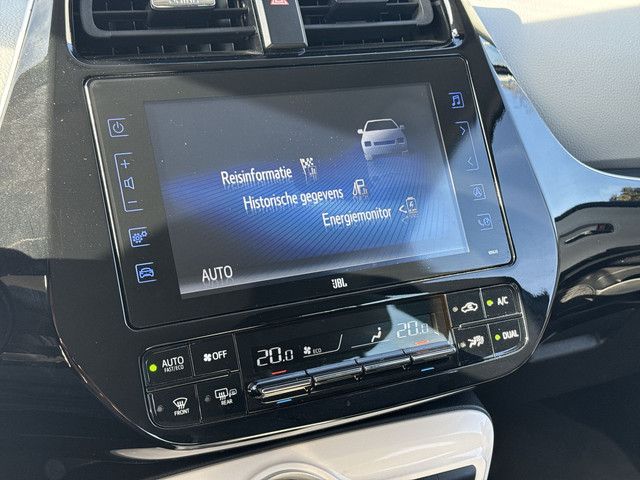 Reisinformatie
Historische gegevens
Energiemonitor
AUTO
JBL
AUTO
FAST/ECO
OFF
20.0
ECO
20.0
A/C
DUAL
FRONT
REAR